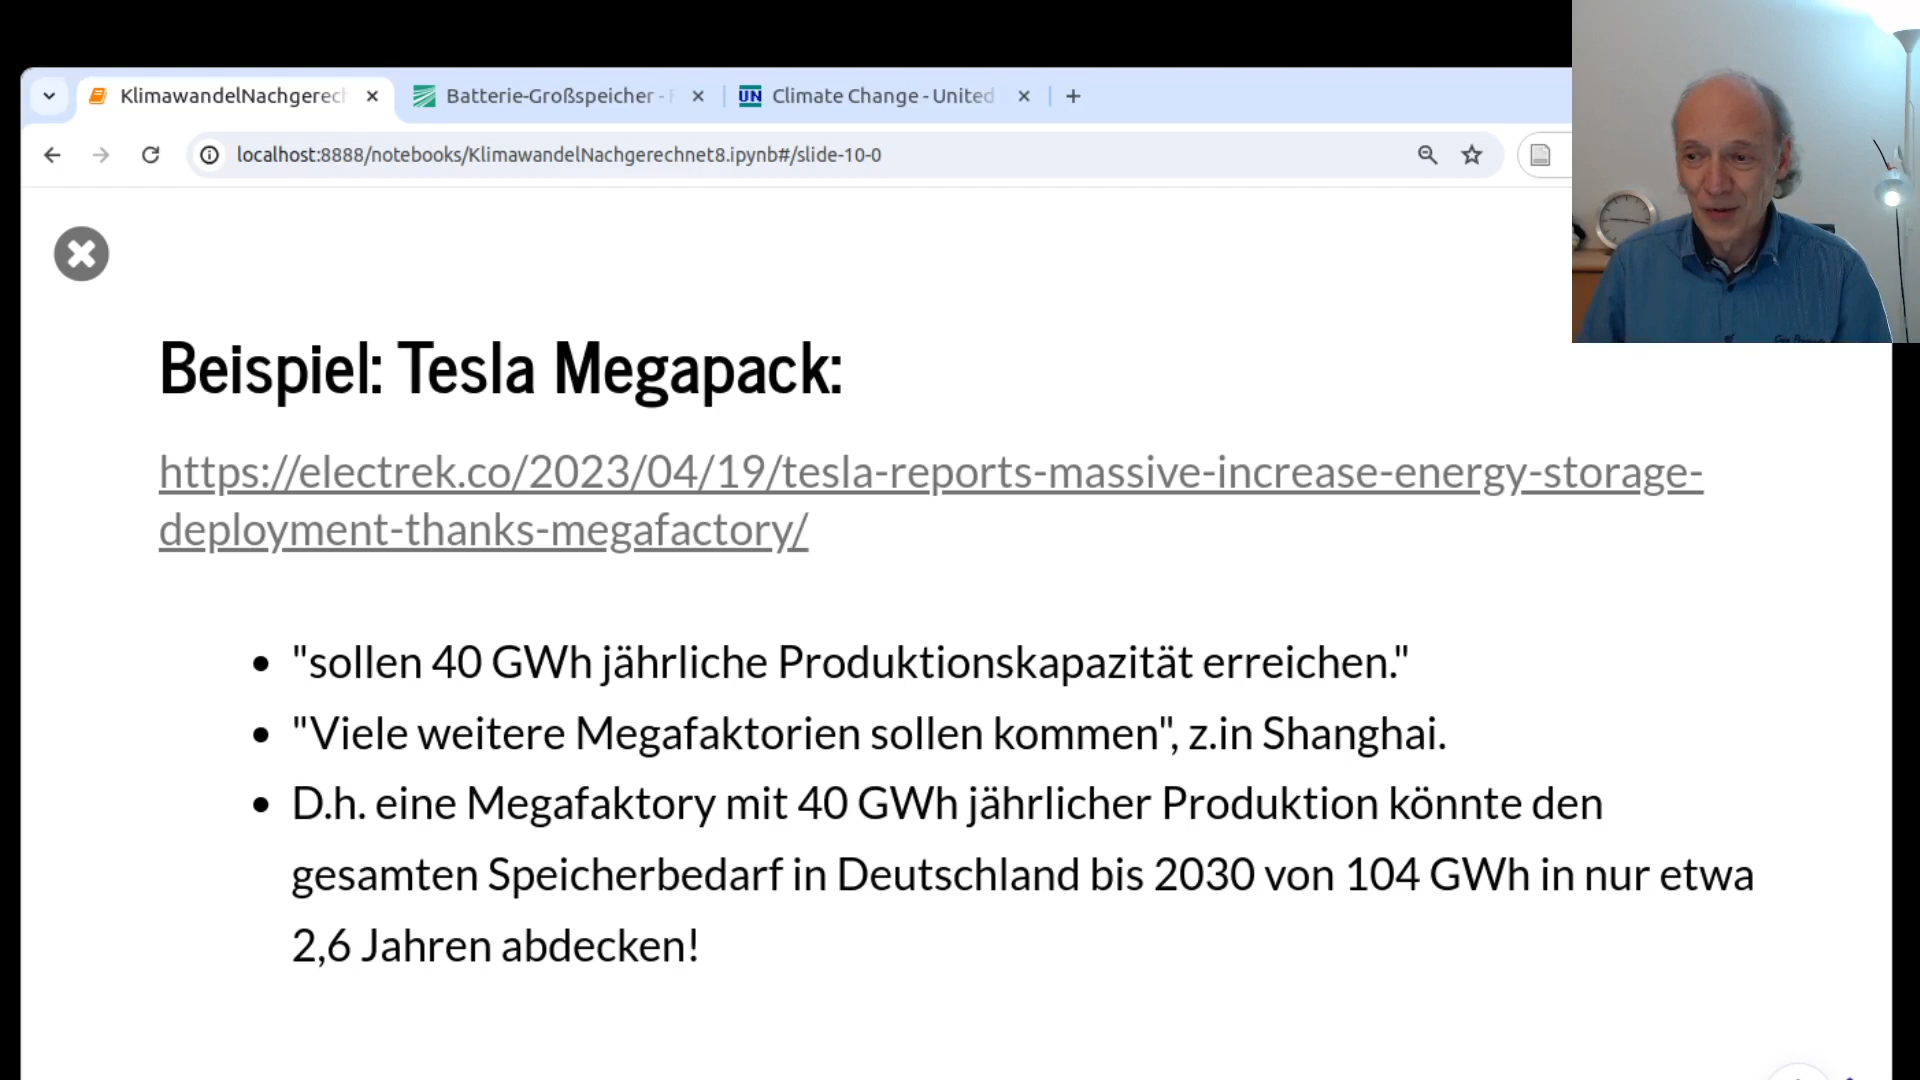 KlimawandelNachgerech
Batterie-Großspeicher -
UN
Climate Change - United
localhost:8888/notebooks/KlimawandelNachgerechnet8.ipynb#/slide-10-0
Beispiel: Tesla Megapack:
https://electrek.co/2023/04/19/tesla-reports-massive-increase-energy-storage-
deployment-thanks-megafactory/
"sollen 40 GWh jährliche Produktionskapazität erreichen."
"Viele weitere Megafaktorien sollen kommen", z.in Shanghai.
D.h. eine Megafaktory mit 40 GWh jährlicher Produktion könnte den
gesamten Speicherbedarf in Deutschland bis 2030 von 104 GWh in nur etwa
2,6 Jahren abdecken!